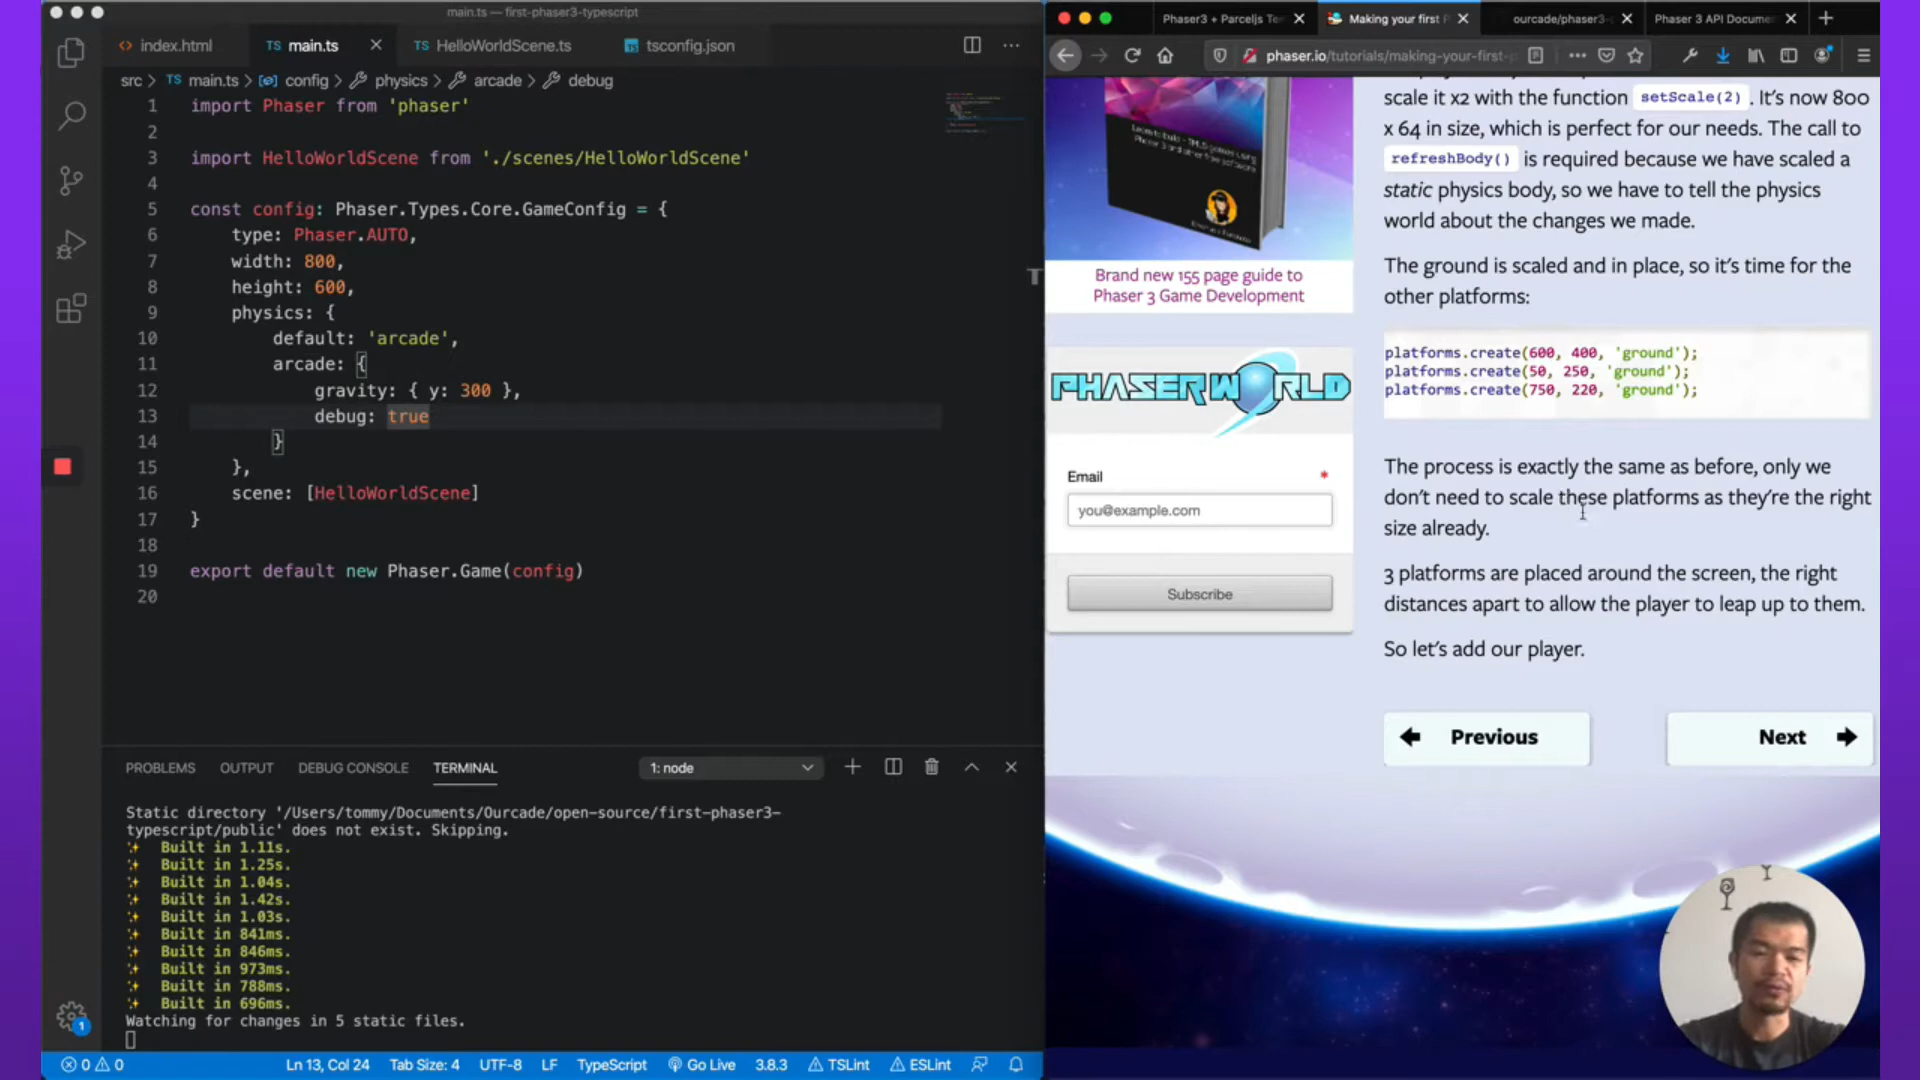 main.ts — first-phaser3-typescript
index.html
TS main.ts
TS HelloWorldScene.ts
tsconfig.json
src > TS main.ts > config > physics > arcade > debug
1 import Phaser from 'phaser'
2
3 import HelloWorldScene from './scenes/HelloWorldScene'
4
5 const config: Phaser.Types.Core.GameConfig = {
6 type: Phaser.AUTO,
7 width: 800,
8 height: 600,
9 physics: {
10 default: 'arcade',
11 arcade: {
12 gravity: { y: 300 },
13 debug: true
14 }
15 },
16 scene: [HelloWorldScene]
17 }
18
19 export default new Phaser.Game(config)
20
PROBLEMS OUTPUT DEBUG CONSOLE TERMINAL 1: node
Static directory '/Users/tommy/Documents/Ourcade/open-source/first-phaser3-
typescript/public' does not exist. Skipping.
Built in 1.11s.
Built in 1.25s.
Built in 1.04s.
Built in 1.42s.
Built in 1.03s.
Built in 841ms.
Built in 846ms.
Built in 973ms.
Built in 788ms.
Built in 696ms.
Watching for changes in 5 static files.
1
0 0 Ln 13, Col 24 Tab Size: 4 UTF-8 LF TypeScript Go Live 3.8.3 TSLint ESLint
Phaser3 + Parceljs Te
Making your first P
ourcade/phaser3-
Phaser 3 API Docume
phaser.io/tutorials/making-your-first-p
Brand new 155 page guide to
Phaser 3 Game Development
PHASER WORLD
Email *
you@example.com
Subscribe
scale it x2 with the function setScale(2). It's now 800
x 64 in size, which is perfect for our needs. The call to
refreshBody() is required because we have scaled a
static physics body, so we have to tell the physics
world about the changes we made.
The ground is scaled and in place, so it's time for the
other platforms:
platforms.create(600, 400, 'ground');
platforms.create(50, 250, 'ground');
platforms.create(750, 220, 'ground');
The process is exactly the same as before, only we
don't need to scale these platforms as they're the right
size already.
3 platforms are placed around the screen, the right
distances apart to allow the player to leap up to them.
So let's add our player.
Previous
Next